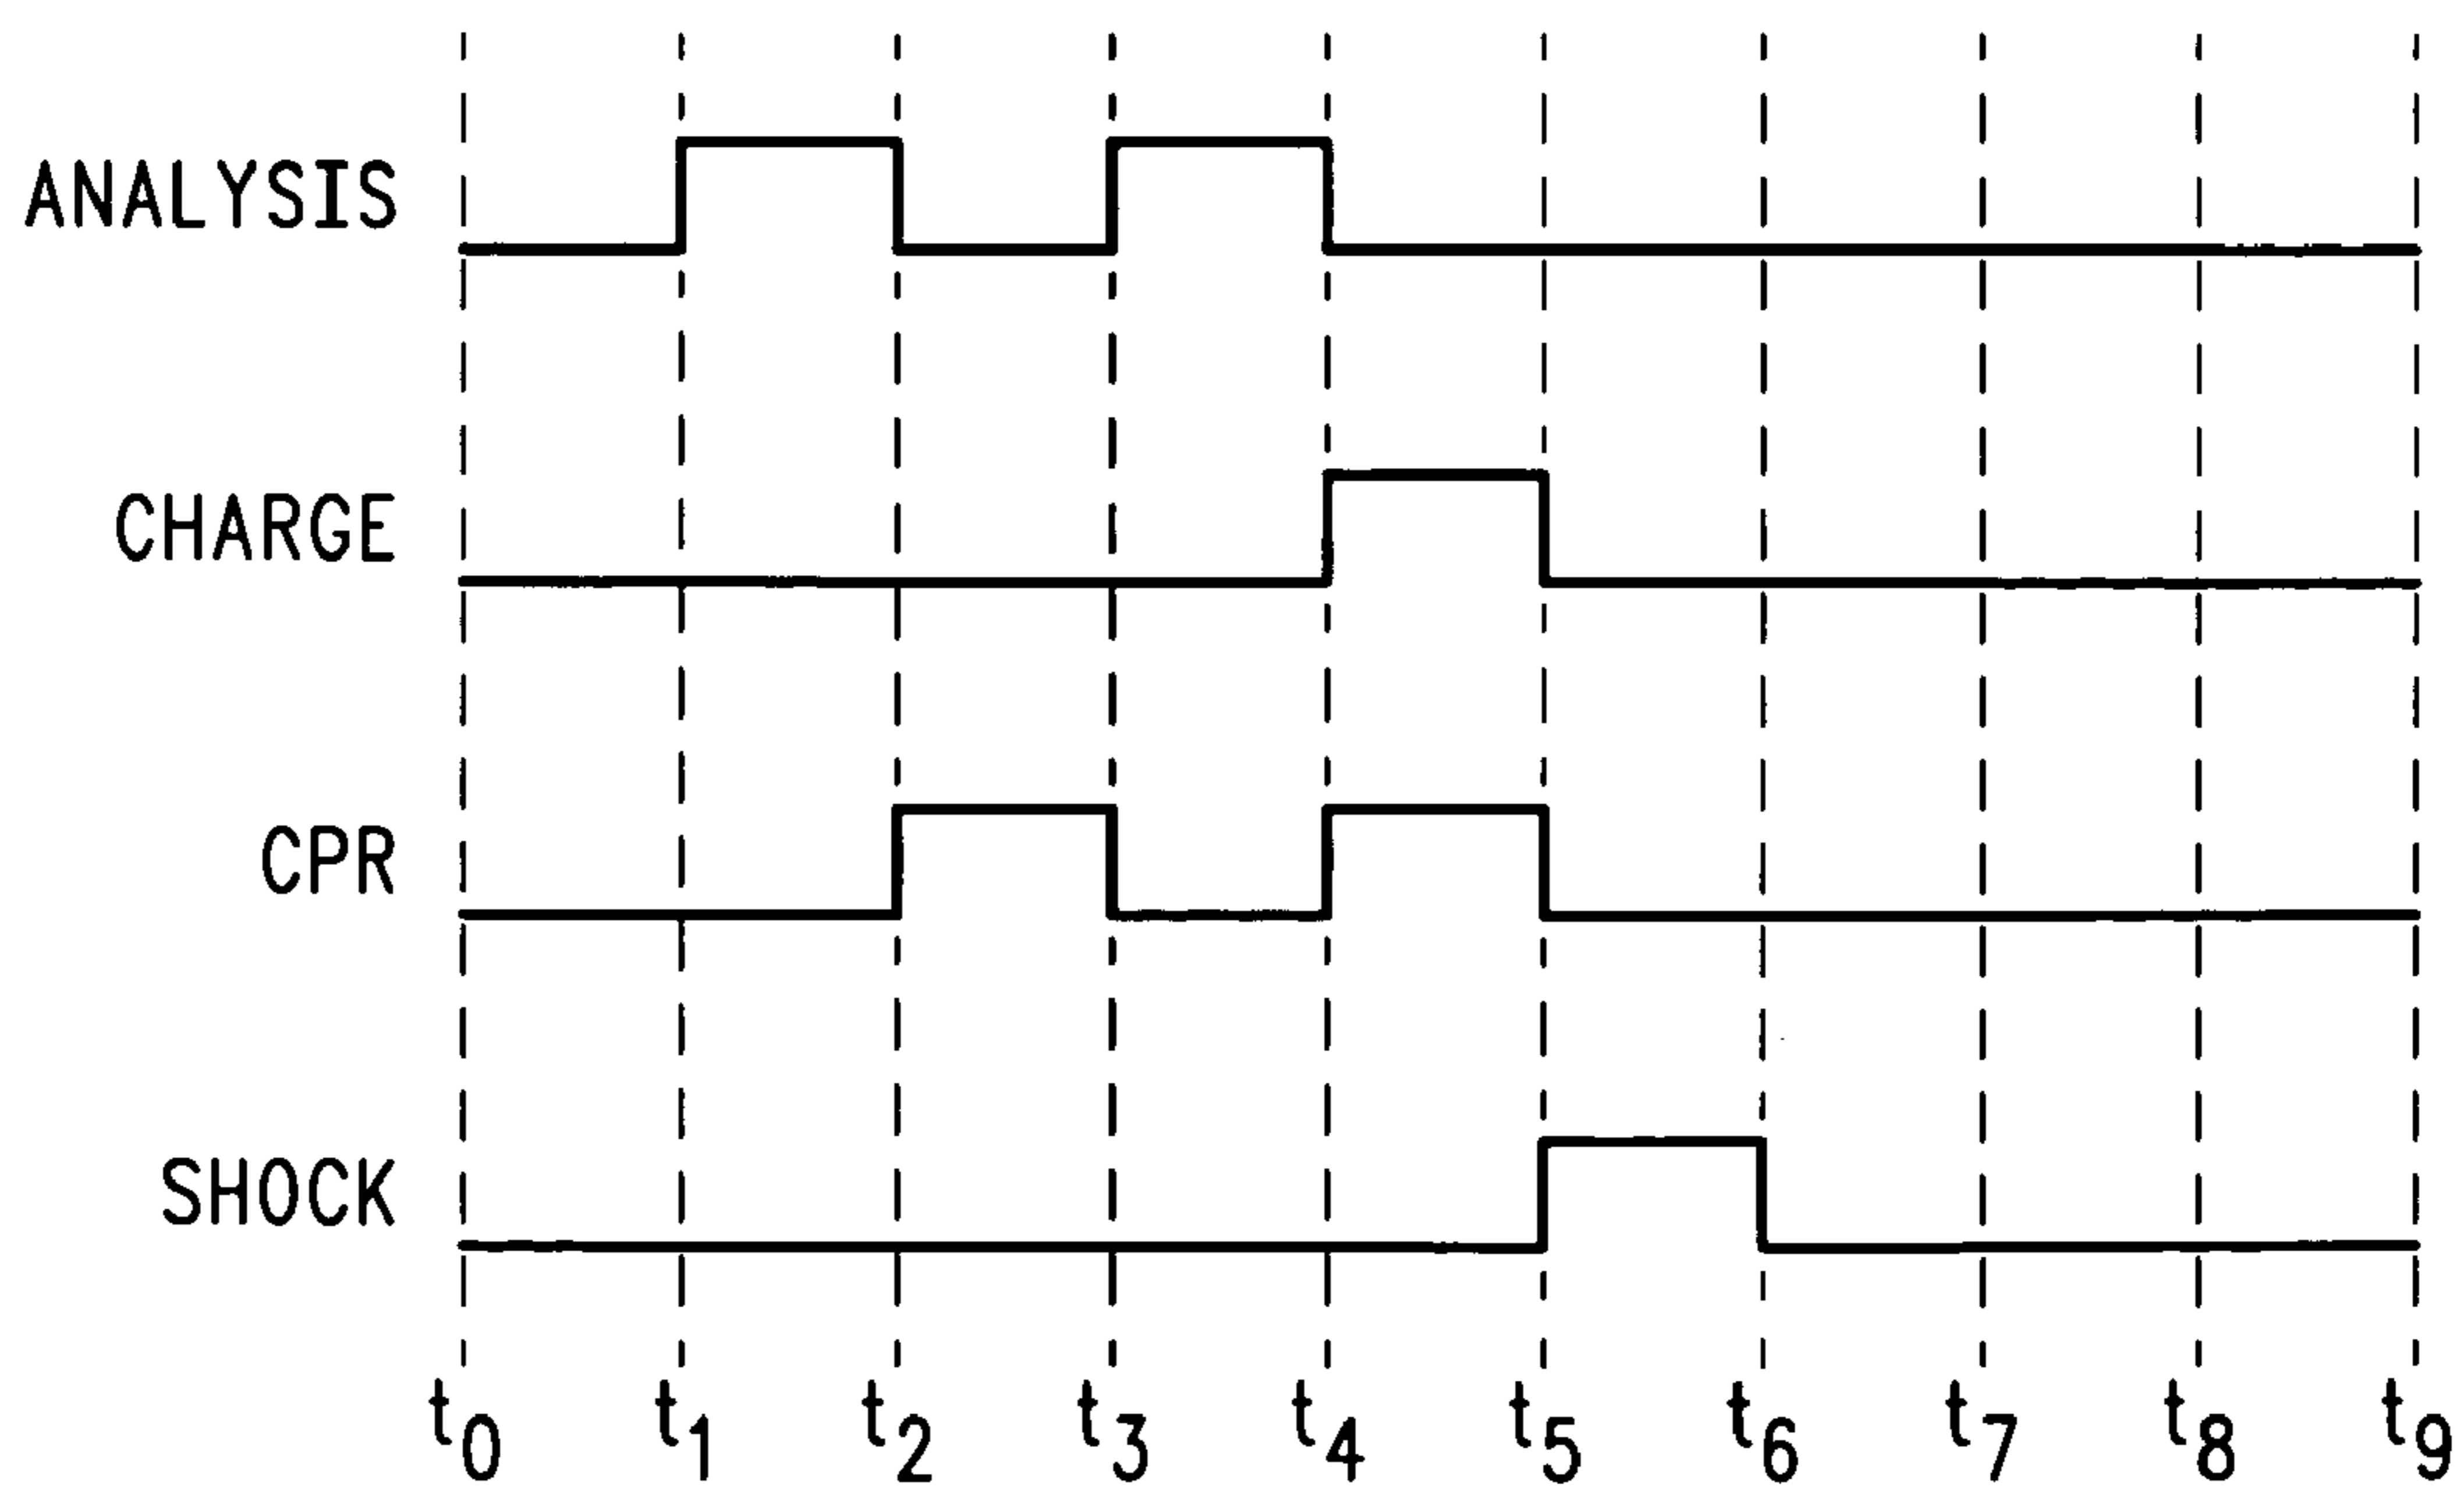 ANALYSIS
CHARGE
CPR
SHOCK
t0 t1 t2 t3 t4 t5 t6 t7 t8 t9